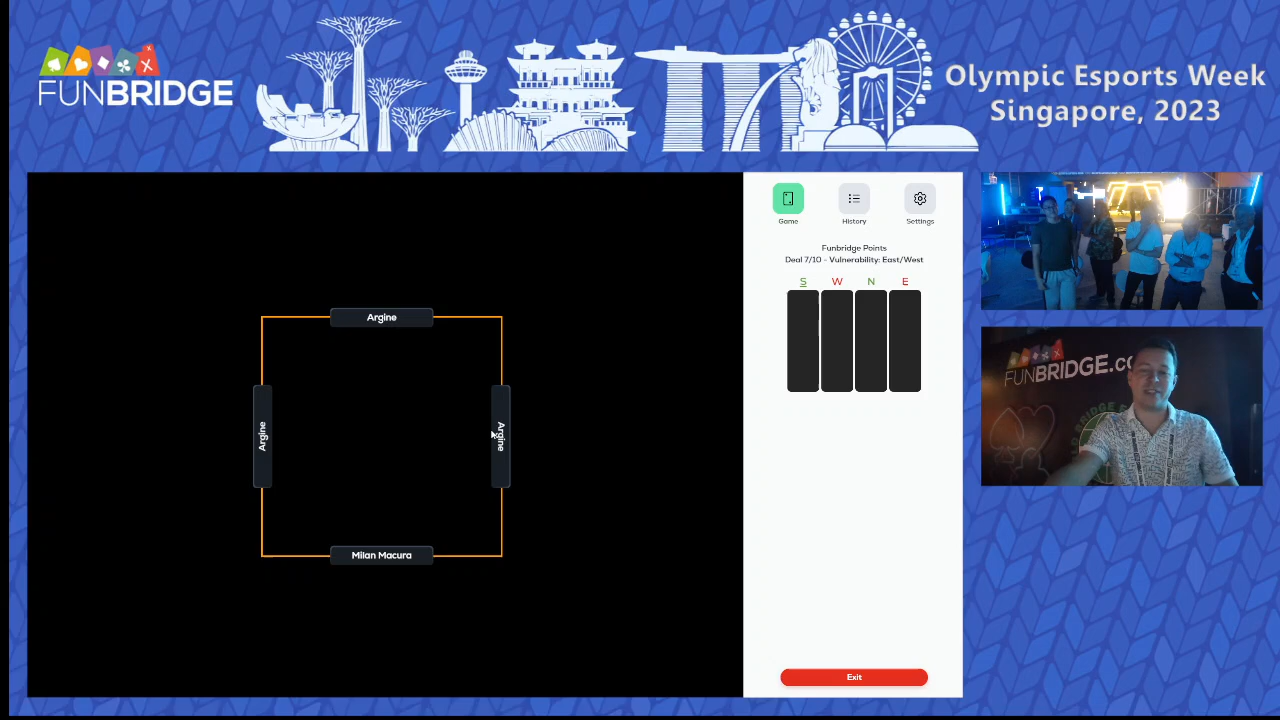 FUNBRIDGE
Olympic Esports Week
Singapore, 2023
Game
History
Settings
Funbridge Points
Deal 7/10 - Vulnerability: East/West
S W N E
Argine
Argine
Argine
Milan Macura
Exit
FUNBRIDGE.co